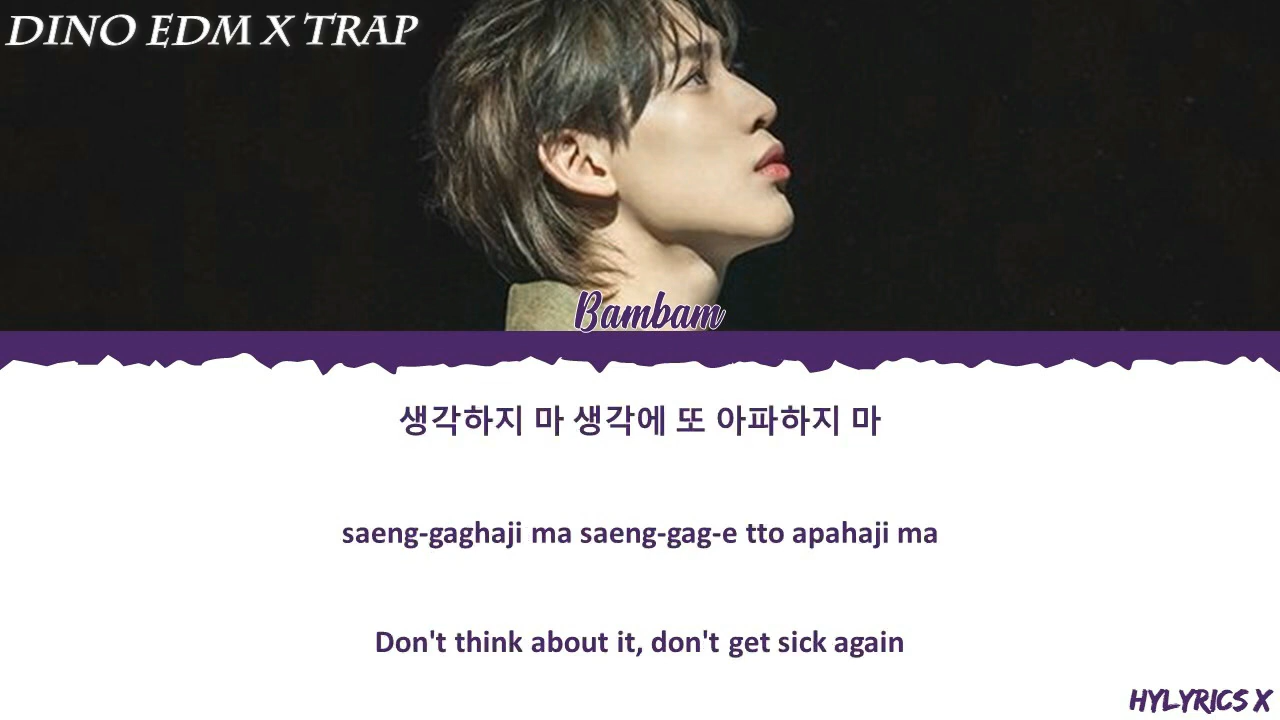 DINO EDM X TRAP
Bambam
생각하지 마 생각에 또 아파하지 마
saeng-gaghaji ma saeng-gag-e tto apahaji ma
Don't think about it, don't get sick again
HYLYRICS X